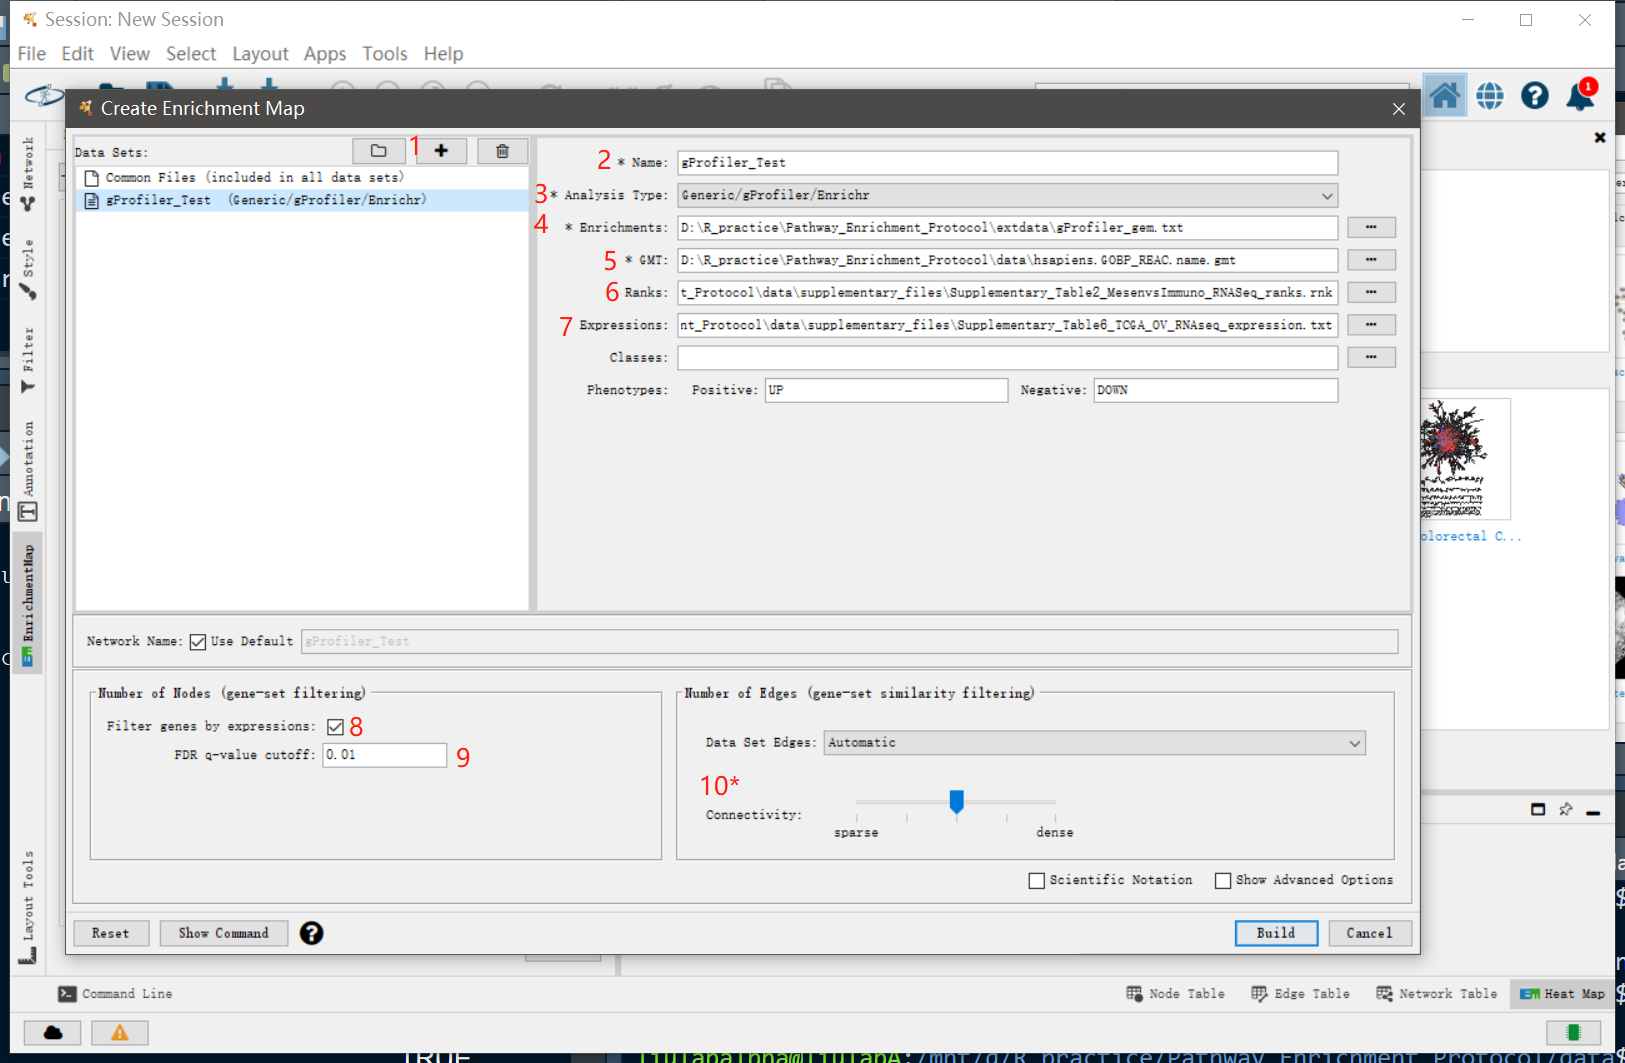 Session: New Session
File Edit View Select Layout Apps Tools Help
1
Create Enrichment Map
Data Sets:
1
Common Files (included in all data sets)
gProfiler_Test (Generic/gProfiler/Enrichr)
2 * Name: gProfiler_Test
3 * Analysis Type: Generic/gProfiler/Enrichr
4 * Enrichments: D:\R_practice\Pathway_Enrichment_Protocol\extdata\gProfiler_gem.txt ...
5 * GMT: D:\R_practice\Pathway_Enrichment_Protocol\data\hsapiens.GOBP_REAC.name.gmt ...
6 Ranks: t_Protocol\data\supplementary_files\Supplementary_Table2_MesenvsImmuno_RNASeq_ranks.rnk ...
7 Expressions: nt_Protocol\data\supplementary_files\Supplementary_Table6_TCGA_OV_RNAseq_expression.txt ...
Classes: ...
Phenotypes: Positive: UP Negative: DOWN
Network Name: Use Default gProfiler_Test
Number of Nodes (gene-set filtering)
Filter genes by expressions: 8
FDR q-value cutoff: 0.01 9
Number of Edges (gene-set similarity filtering)
Data Set Edges: Automatic
10*
Connectivity:
sparse dense
Scientific Notation Show Advanced Options
Reset Show Command ? Build Cancel
Network
Style
Filter
Annotation
EnrichmentMap
Layout Tools
olorectal C...
Command Line Node Table Edge Table Network Table Heat Map
TRUE